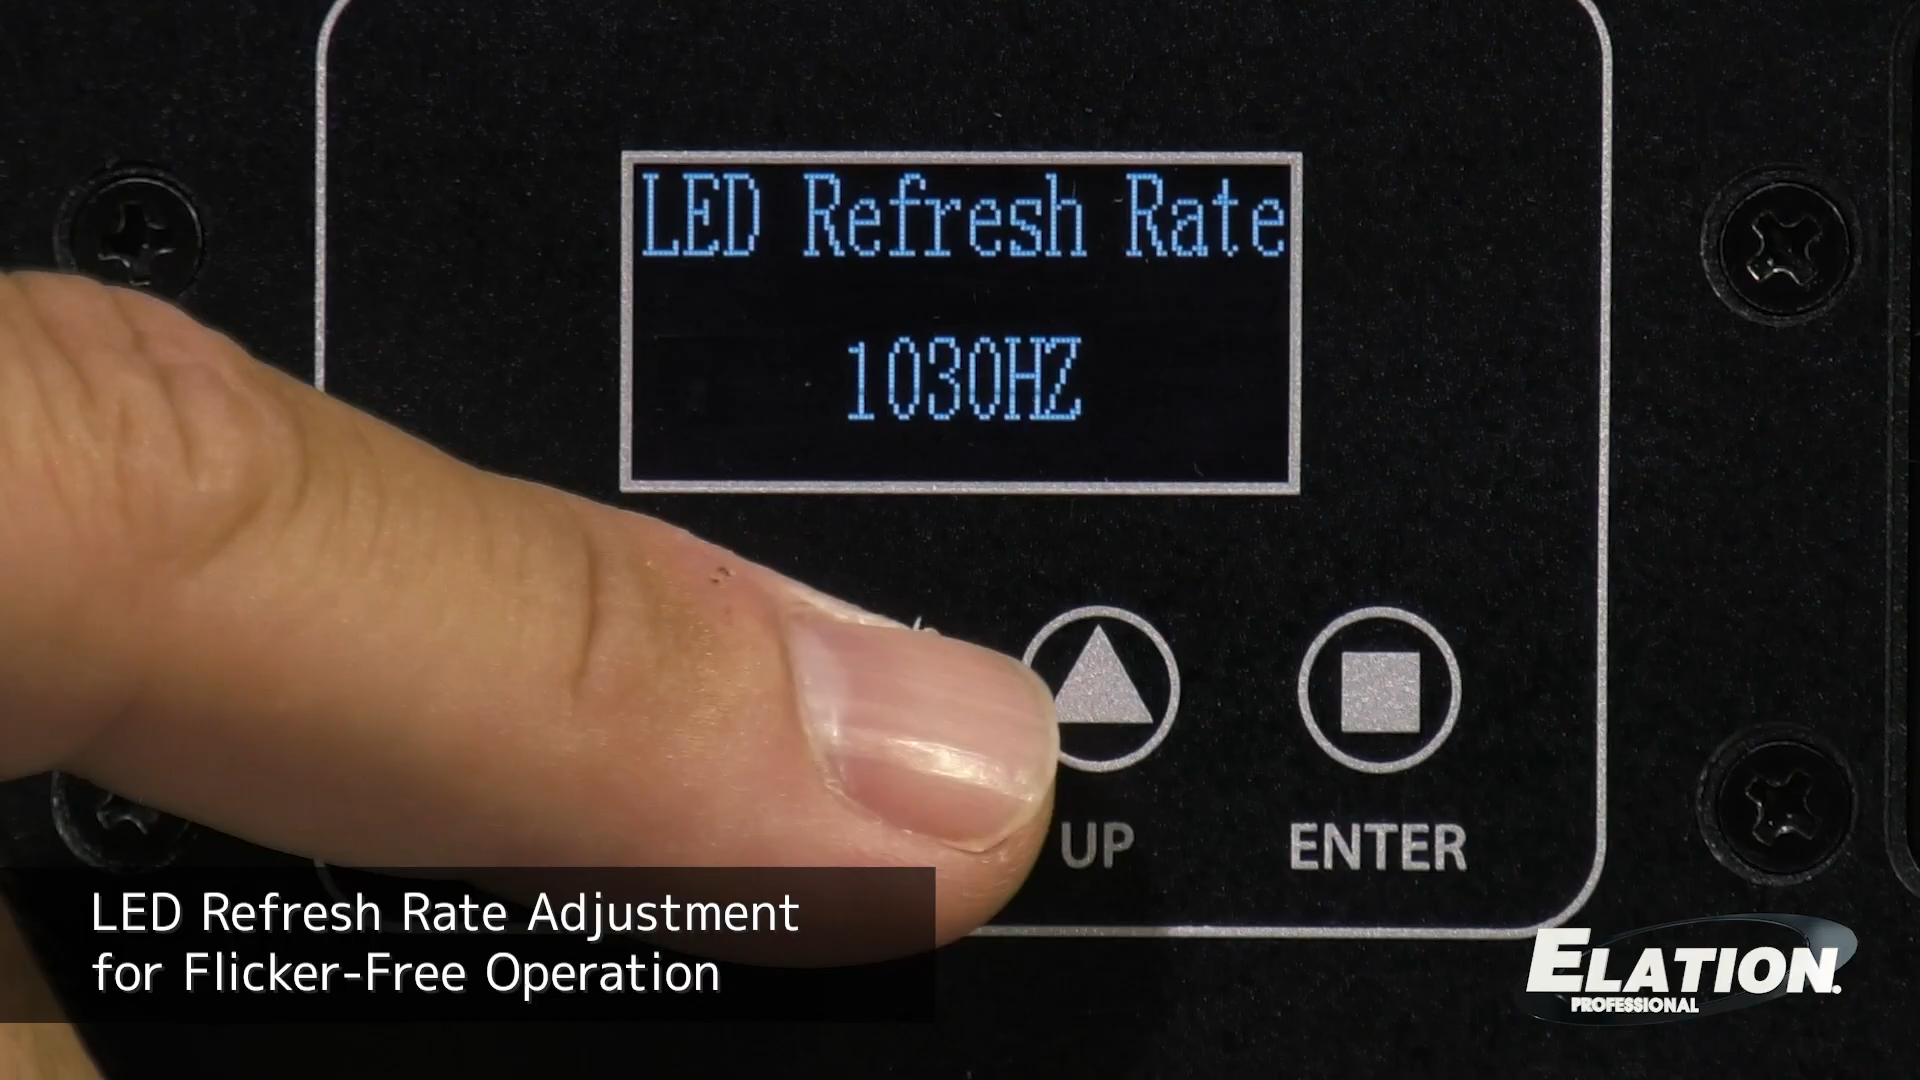 LED Refresh Rate
1030HZ
UP
ENTER
LED Refresh Rate Adjustment
for Flicker-Free Operation
ELATION.
PROFESSIONAL